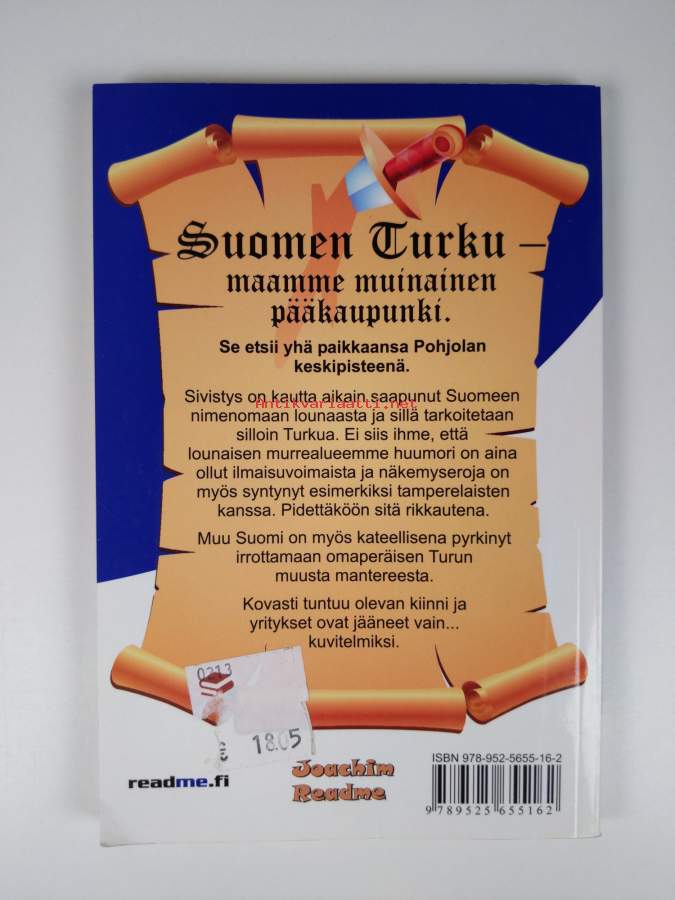 Suomen Turku –
maamme muinainen
pääkaupunki.
Se etsii yhä paikkaansa Pohjolan
keskipisteenä.
Sivistys on kautta aikain saapunut Suomeen
Antikvariaatti.net
nimenomaan lounaasta ja sillä tarkoitetaan
silloin Turkua. Ei siis ihme, että
lounaisen murrealueemme huumori on aina
ollut ilmaisuvoimaista ja näkemyseroja on
myös syntynyt esimerkiksi tamperelaisten
kanssa. Pidettäköön sitä rikkautena.
Muu Suomi on myös kateellisena pyrkinyt
irrottamaan omaperäisen Turun
muusta mantereesta.
Kovasti tuntuu olevan kiinni ja
yritykset ovat jääneet vain...
kuvitelmiksi.
0213
18.05
readme.fi
Joachim
Readme
ISBN 978-952-5655-16-2
9 789525 655162